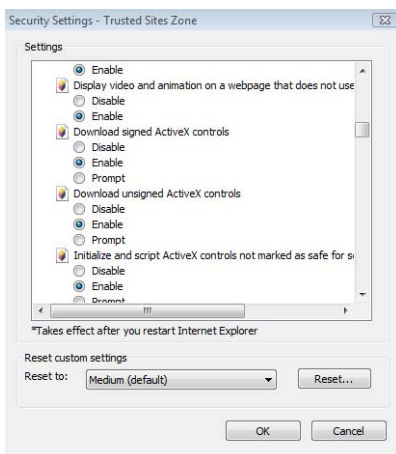 Security Settings - Trusted Sites Zone
Settings
Enable
Display video and animation on a webpage that does not use
Disable
Enable
Download signed ActiveX controls
Disable
Enable
Prompt
Download unsigned ActiveX controls
Disable
Enable
Prompt
Initialize and script ActiveX controls not marked as safe for
Disable
Enable
Prompt
*Takes effect after you restart Internet Explorer
Reset custom settings
Reset to: Medium (default) Reset...
OK Cancel